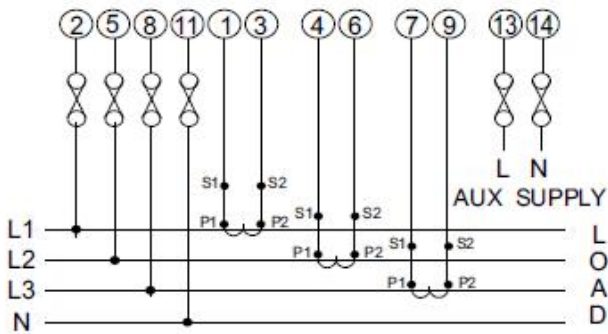 2 5 8 11 1 3 4 6 7 9 13 14
L N
AUX SUPPLY
S1 S2
S1 S2
S1 S2
L1 P1 P2 L
L2 P1 P2 O
L3 P1 P2 A
N D